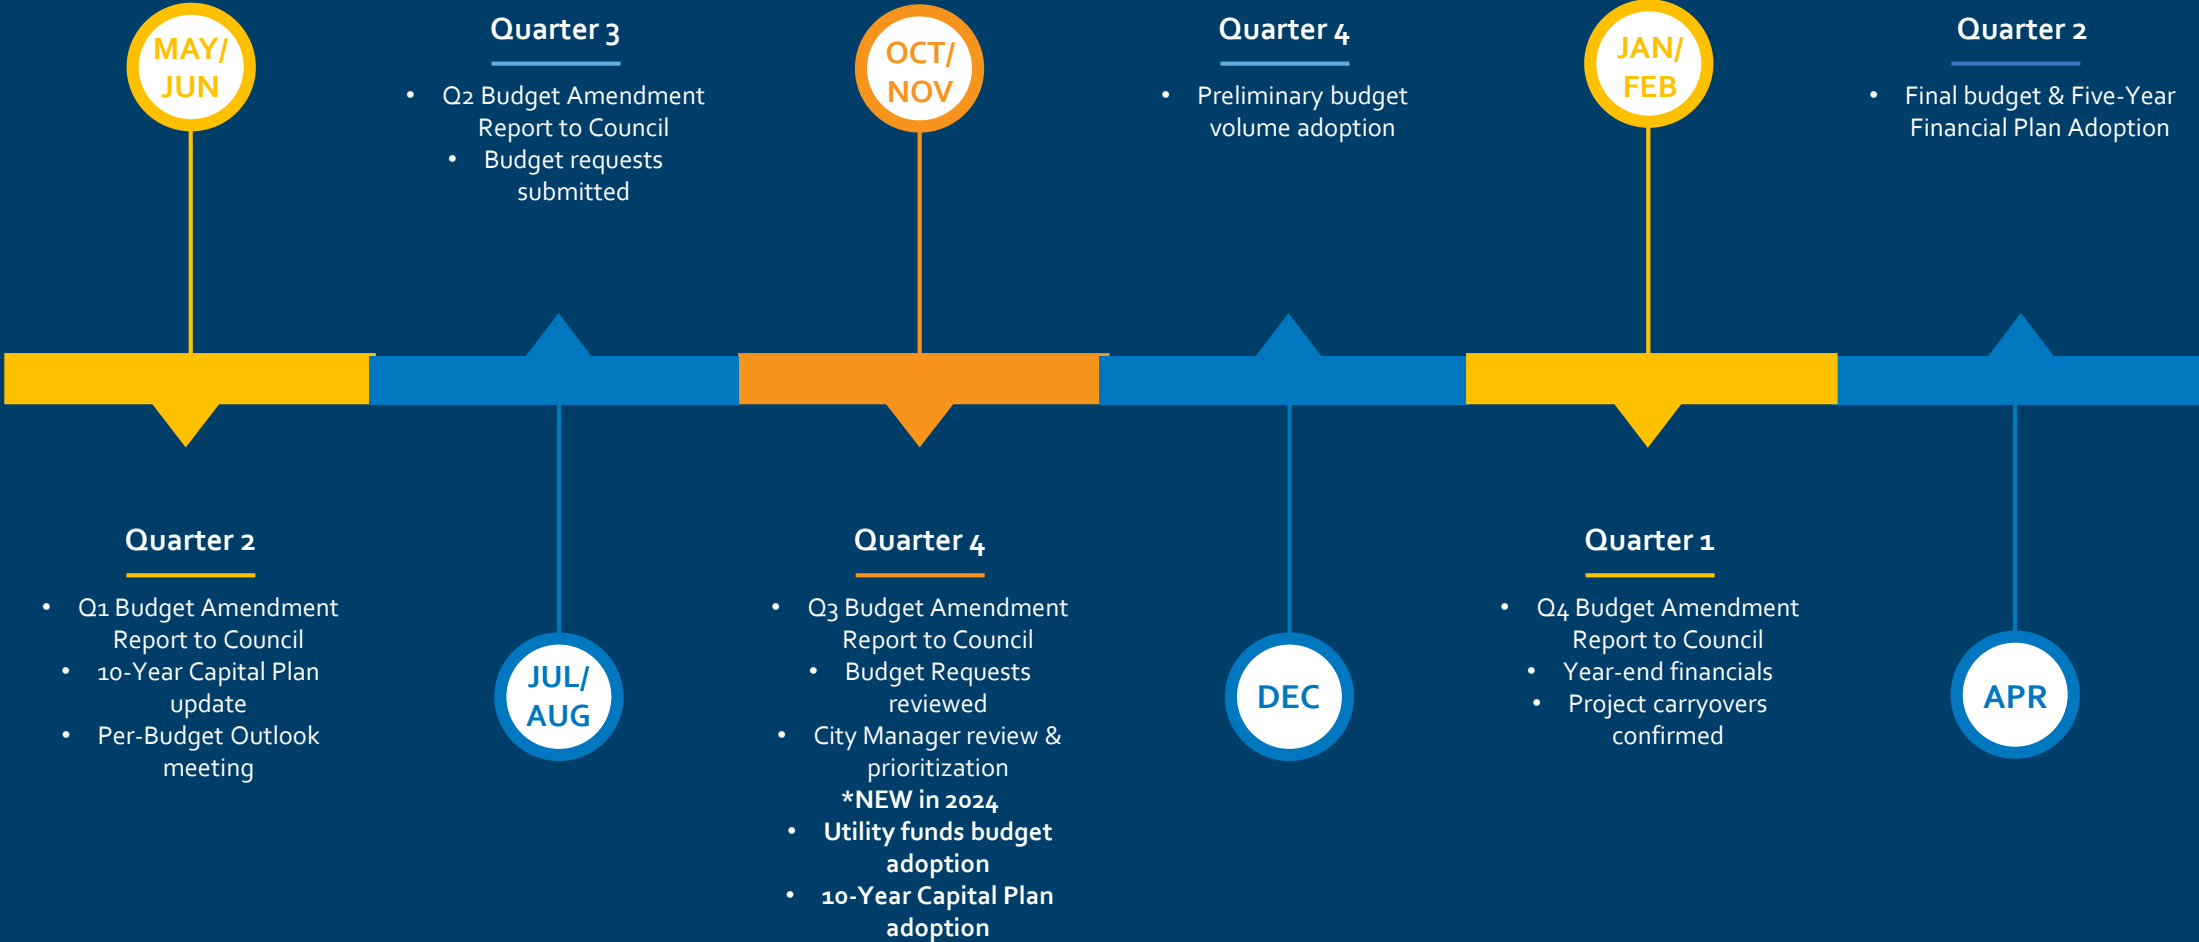 MAY/
JUN
Quarter 2
• Q1 Budget Amendment
Report to Council
• 10-Year Capital Plan
update
• Per-Budget Outlook
meeting
Quarter 3
• Q2 Budget Amendment
Report to Council
• Budget requests
submitted
JUL/
AUG
OCT/
NOV
Quarter 4
• Q3 Budget Amendment
Report to Council
• Budget Requests
reviewed
• City Manager review &
prioritization
*NEW in 2024
• Utility funds budget
adoption
• 10-Year Capital Plan
adoption
Quarter 4
• Preliminary budget
volume adoption
DEC
JAN/
FEB
Quarter 1
• Q4 Budget Amendment
Report to Council
• Year-end financials
• Project carryovers
confirmed
Quarter 2
• Final budget & Five-Year
Financial Plan Adoption
APR